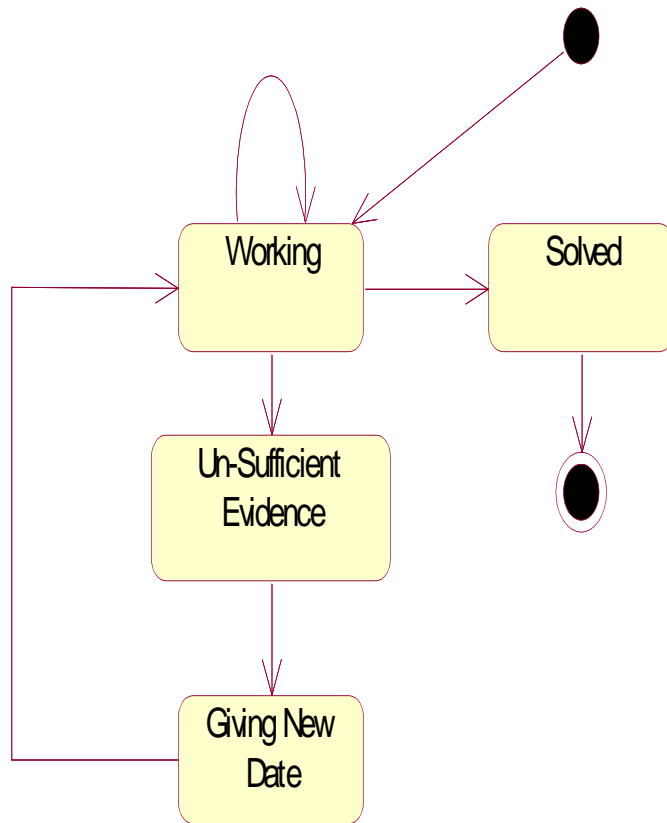 Working
Solved
Un-Sufficient
Evidence
Giving New
Date